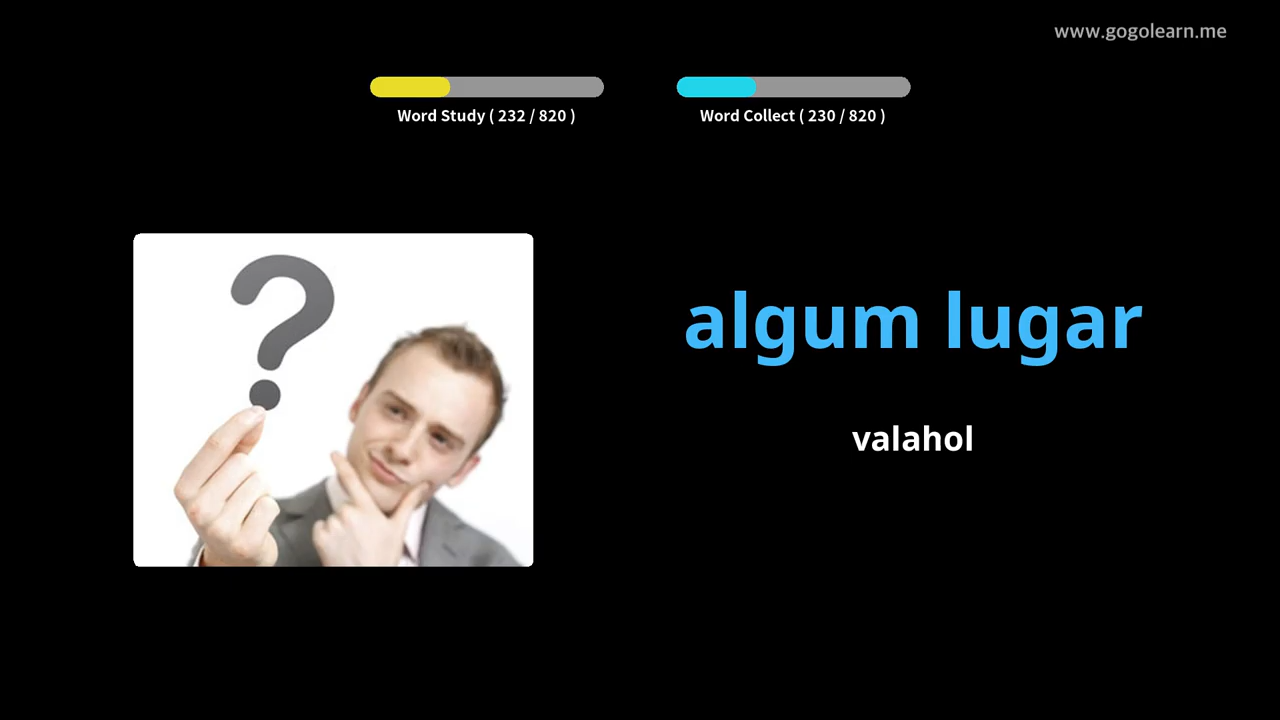 www.gogolearn.me
Word Study ( 232 / 820 )
Word Collect ( 230 / 820 )
algum lugar
valahol